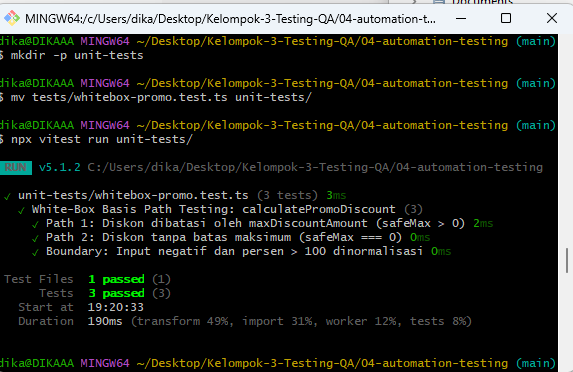 Documents
MINGW64:/c/Users/dika/Desktop/Kelompok-3-Testing-QA/04-automation-t...
dika@DIKAAA MINGW64 ~/Desktop/Kelompok-3-Testing-QA/04-automation-testing (main)
$ mkdir -p unit-tests
dika@DIKAAA MINGW64 ~/Desktop/Kelompok-3-Testing-QA/04-automation-testing (main)
$ mv tests/whitebox-promo.test.ts unit-tests/
dika@DIKAAA MINGW64 ~/Desktop/Kelompok-3-Testing-QA/04-automation-testing (main)
$ npx vitest run unit-tests/
RUN v5.1.2 C:/Users/dika/Desktop/Kelompok-3-Testing-QA/04-automation-testing
✓ unit-tests/whitebox-promo.test.ts (3 tests) 3ms
✓ White-Box Basis Path Testing: calculatePromoDiscount (3)
✓ Path 1: Diskon dibatasi oleh maxDiscountAmount (safeMax > 0) 2ms
✓ Path 2: Diskon tanpa batas maksimum (safeMax === 0) 0ms
✓ Boundary: Input negatif dan persen > 100 dinormalisasi 0ms
Test Files 1 passed (1)
Tests 3 passed (3)
Start at 19:20:33
Duration 190ms (transform 49%, import 31%, worker 12%, tests 8%)
dika@DIKAAA MINGW64 ~/Desktop/Kelompok-3-Testing-QA/04-automation-testing (main)